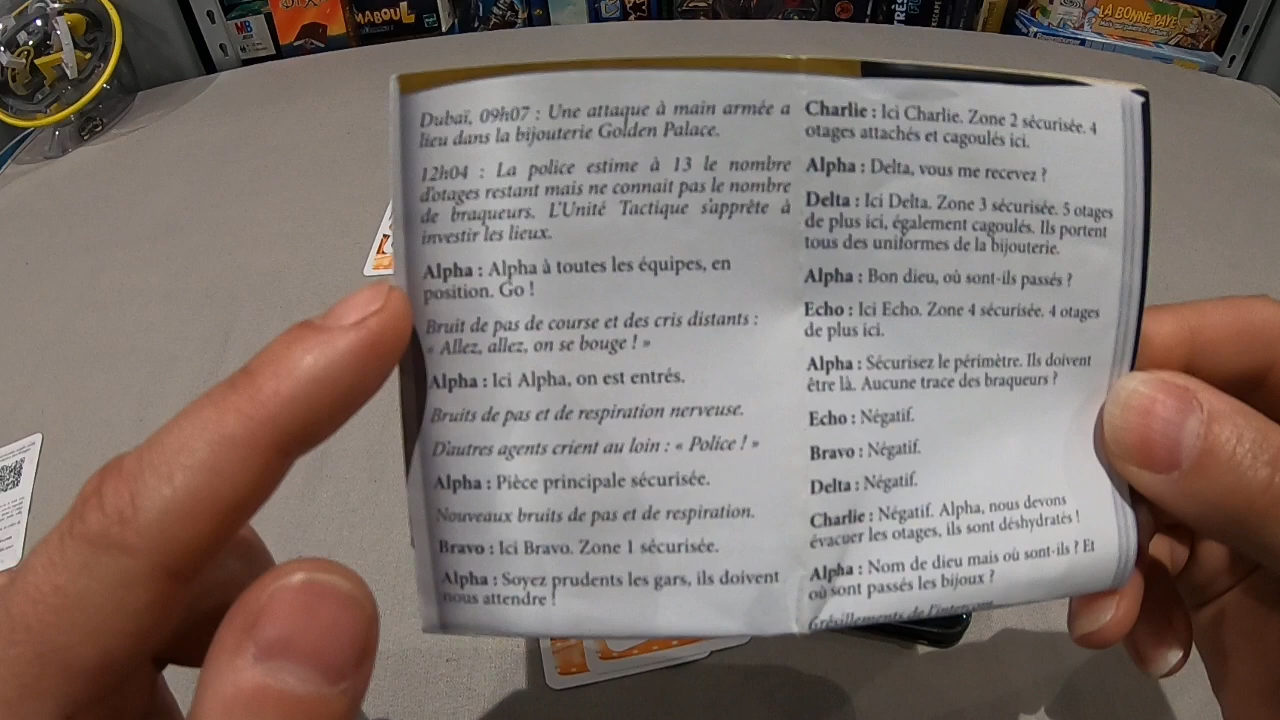 MB
MABOUL
Hasbro
LA BONNE PAYE
Dubaï, 09h07 : Une attaque à main armée a
lieu dans la bijouterie Golden Palace.
12h04 : La police estime à 13 le nombre
d'otages restant mais ne connait pas le nombre
de braqueurs. L'Unité Tactique s'apprête à
investir les lieux.
Alpha : Alpha à toutes les équipes, en
position. Go !
Bruit de pas de course et des cris distants :
« Allez, allez, on se bouge ! »
Alpha : Ici Alpha, on est entrés.
Bruits de pas et de respiration nerveuse.
D'autres agents crient au loin : « Police ! »
Alpha : Pièce principale sécurisée.
Nouveaux bruits de pas et de respiration.
Bravo : Ici Bravo. Zone 1 sécurisée.
Alpha : Soyez prudents les gars, ils doivent
nous attendre !
Charlie : Ici Charlie. Zone 2 sécurisée. 4
otages attachés et cagoulés ici.
Alpha : Delta, vous me recevez ?
Delta : Ici Delta. Zone 3 sécurisée. 5 otages
de plus ici, également cagoulés. Ils portent
tous des uniformes de la bijouterie.
Alpha : Bon dieu, où sont-ils passés ?
Echo : Ici Echo. Zone 4 sécurisée. 4 otages
de plus ici.
Alpha : Sécurisez le périmètre. Ils doivent
être là. Aucune trace des braqueurs ?
Echo : Négatif.
Bravo : Négatif.
Delta : Négatif.
Charlie : Négatif. Alpha, nous devons
évacuer les otages, ils sont déshydratés !
Alpha : Nom de dieu mais où sont-ils ? Et
où sont passés les bijoux ?
Grésillements de l'intercom